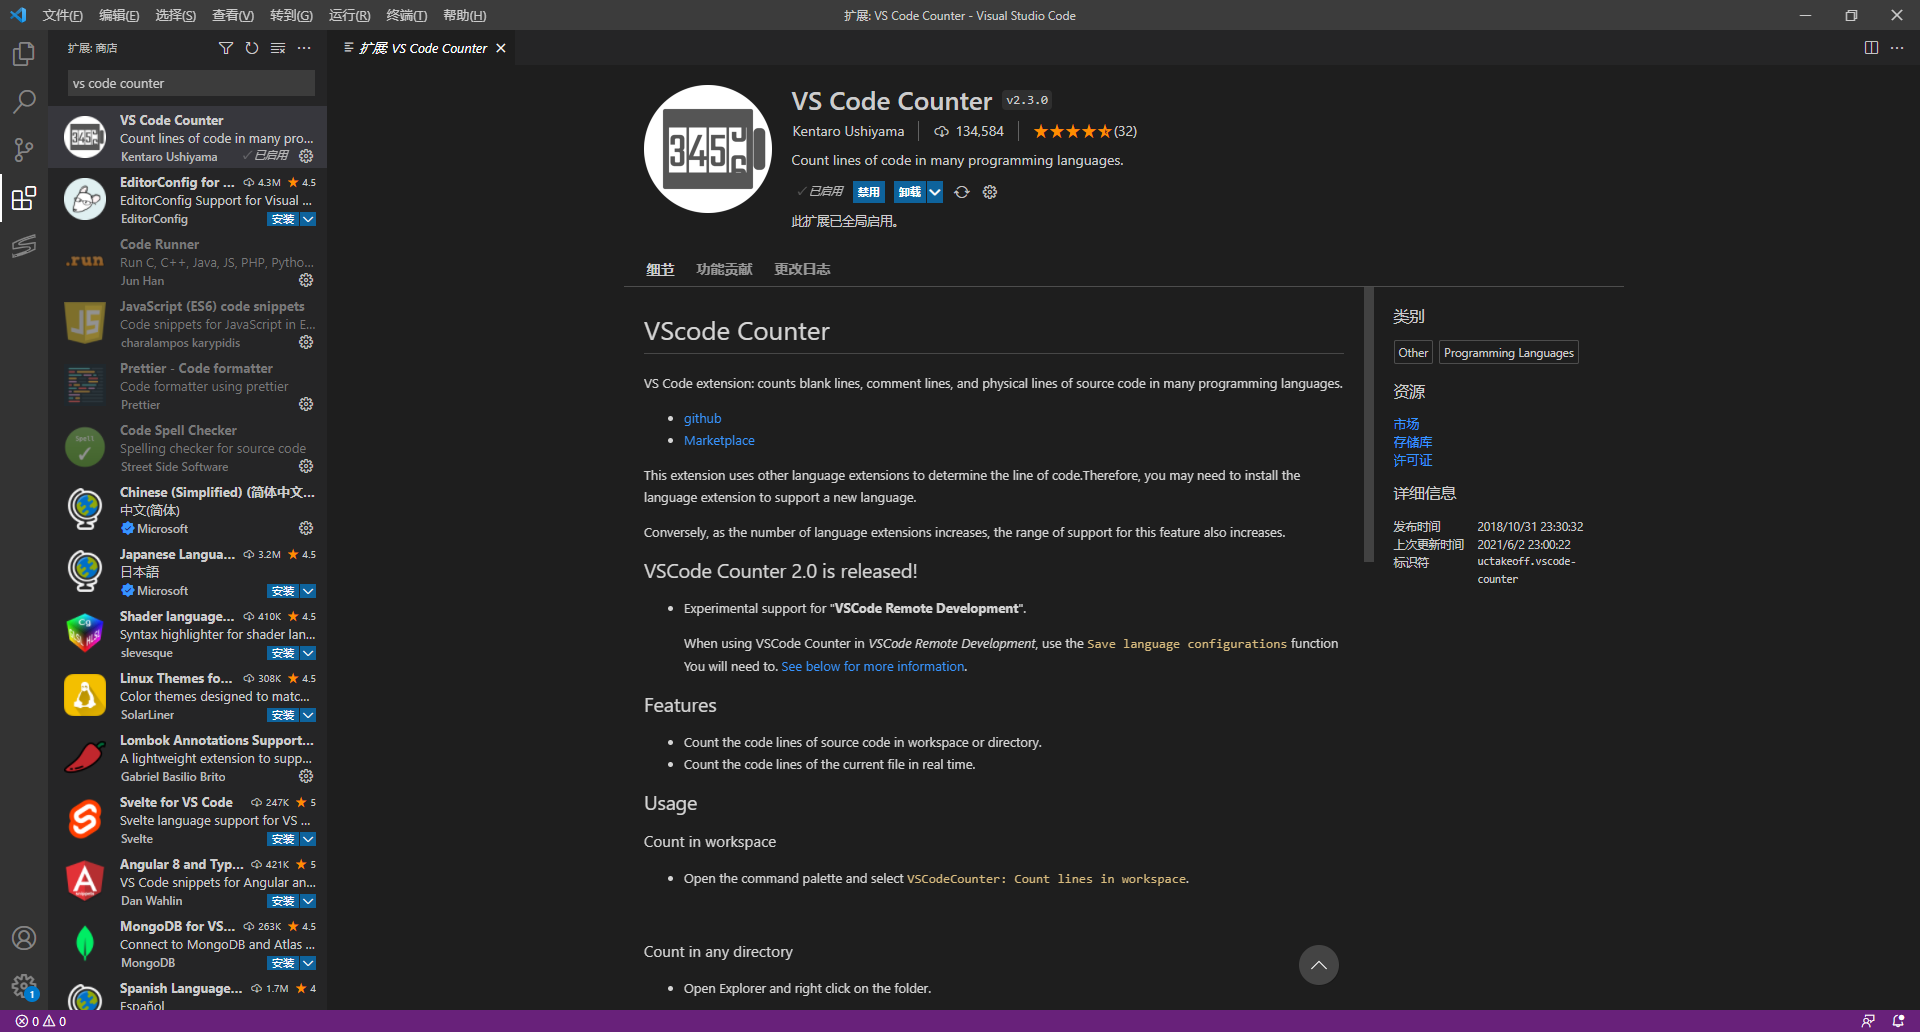 文件(F) 编辑(E) 选择(S) 查看(V) 转到(G) 运行(R) 终端(T) 帮助(H)
扩展: VS Code Counter - Visual Studio Code
扩展: 商店
vs code counter
VS Code Counter
Count lines of code in many pro...
Kentaro Ushiyama 已启用
EditorConfig for ... 4.3M 4.5
EditorConfig Support for Visual ...
EditorConfig 安装
Code Runner
.run
Run C, C++, Java, JS, PHP, Pytho...
Jun Han
JavaScript (ES6) code snippets
JS
Code snippets for JavaScript in E...
charalampos karypidis
Prettier - Code formatter
Code formatter using prettier
Prettier
Code Spell Checker
Spell
Spelling checker for source code
Street Side Software
Chinese (Simplified) (简体中文...
中文(简体)
Microsoft
Japanese Langua... 3.2M 4.5
日本語
Microsoft 安装
Shader language... 410K 4.5
Cg
Syntax highlighter for shader lan...
slevesque 安装
Linux Themes fo... 308K 4.5
Color themes designed to matc...
SolarLiner 安装
Lombok Annotations Support...
A lightweight extension to supp...
Gabriel Basilio Brito
Svelte for VS Code 247K 5
Svelte language support for VS ...
Svelte 安装
Angular 8 and Typ... 421K 5
VS Code snippets for Angular an...
Dan Wahlin 安装
MongoDB for VS... 263K 4.5
Connect to MongoDB and Atlas ...
MongoDB 安装
Spanish Language... 1.7M 4
Español
1
0 0
扩展: VS Code Counter
345
VS Code Counter v2.3.0
Kentaro Ushiyama 134,584 (32)
Count lines of code in many programming languages.
已启用 禁用 卸载
此扩展已全局启用。
细节 功能贡献 更改日志
VScode Counter
VS Code extension: counts blank lines, comment lines, and physical lines of source code in many programming languages.
github
Marketplace
This extension uses other language extensions to determine the line of code.Therefore, you may need to install the
language extension to support a new language.
Conversely, as the number of language extensions increases, the range of support for this feature also increases.
VSCode Counter 2.0 is released!
Experimental support for "VSCode Remote Development".
When using VSCode Counter in VSCode Remote Development, use the Save language configurations function
You will need to. See below for more information.
Features
Count the code lines of source code in workspace or directory.
Count the code lines of the current file in real time.
Usage
Count in workspace
Open the command palette and select VSCodeCounter: Count lines in workspace.
Count in any directory
Open Explorer and right click on the folder.
类别
Other Programming Languages
资源
市场
存储库
许可证
详细信息
发布时间 2018/10/31 23:30:32
上次更新时间 2021/6/2 23:00:22
标识符 uctakeoff.vscode-
counter